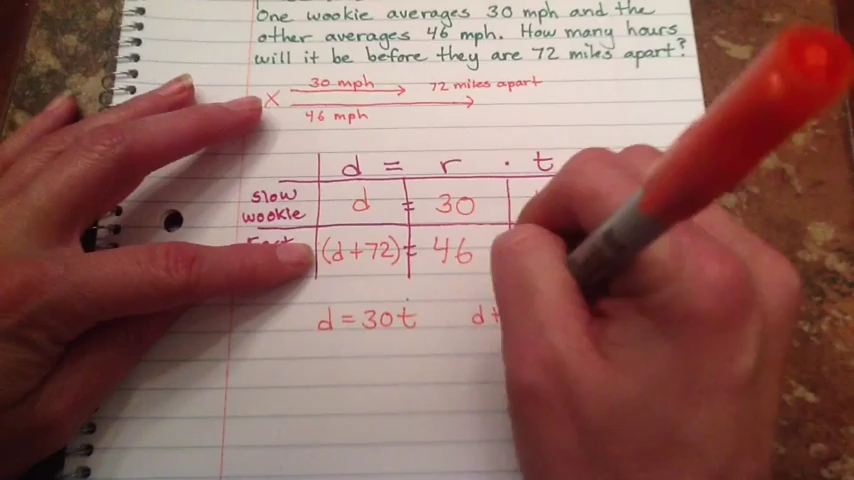 One wookie averages 30 mph and the
other averages 46 mph. How many hours
will it be before they are 72 miles apart?
X 30 mph 72 miles apart
46 mph
d = r · t
slow
wookie d = 30
(d+72) = 46
d = 30t d+